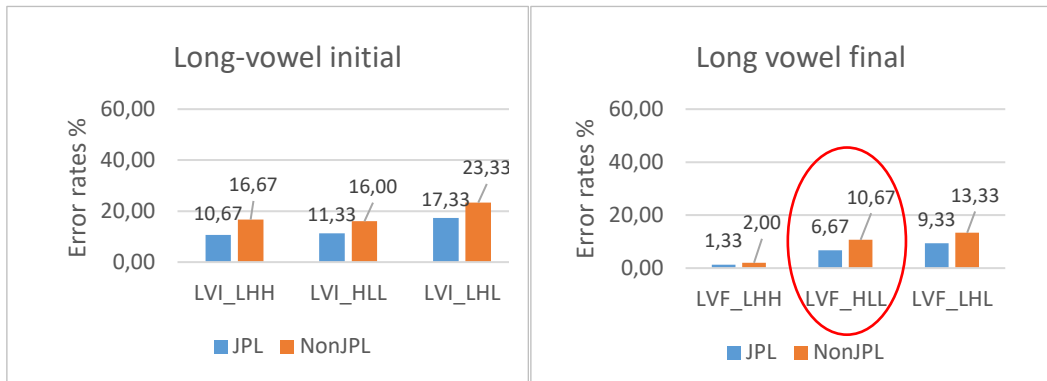 Long-vowel initial
Error rates %
60,00
40,00
20,00
0,00
10,67
16,67
11,33
16,00
17,33
23,33
LVI_LHH
LVI_HLL
LVI_LHL
JPL
NonJPL
Long vowel final
Error rates %
60,00
40,00
20,00
0,00
1,33
2,00
6,67
10,67
9,33
13,33
LVF_LHH
LVF_HLL
LVF_LHL
JPL
NonJPL